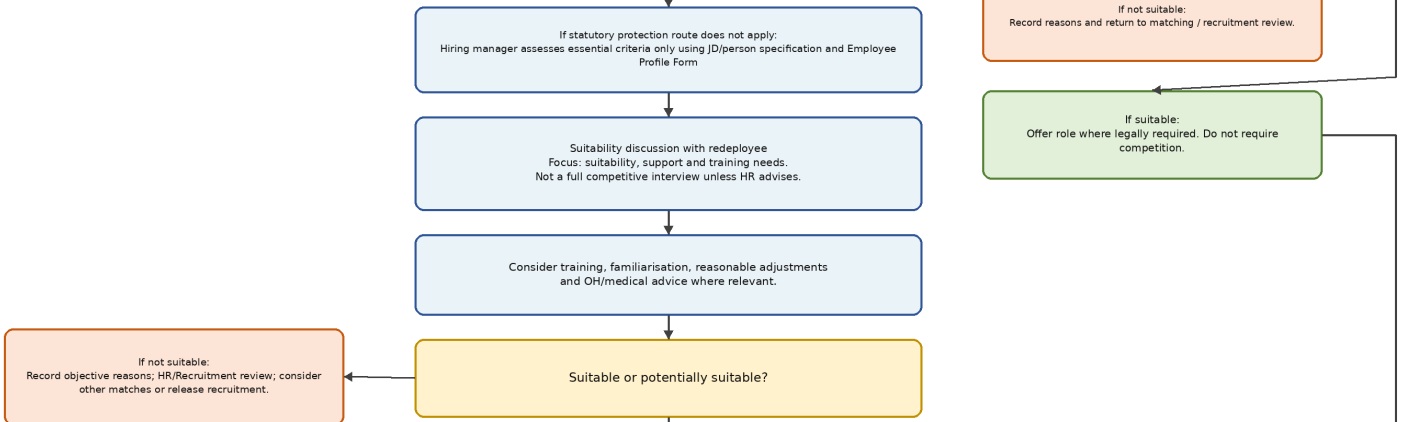 If not suitable:
Record reasons and return to matching / recruitment review.
If statutory protection route does not apply:
Hiring manager assesses essential criteria only using JD/person specification and Employee
Profile Form
If suitable:
Offer role where legally required. Do not require
competition.
Suitability discussion with redeployee
Focus: suitability, support and training needs.
Not a full competitive interview unless HR advises.
Consider training, familiarisation, reasonable adjustments
and OH/medical advice where relevant.
If not suitable:
Record objective reasons; HR/Recruitment review; consider
other matches or release recruitment.
Suitable or potentially suitable?